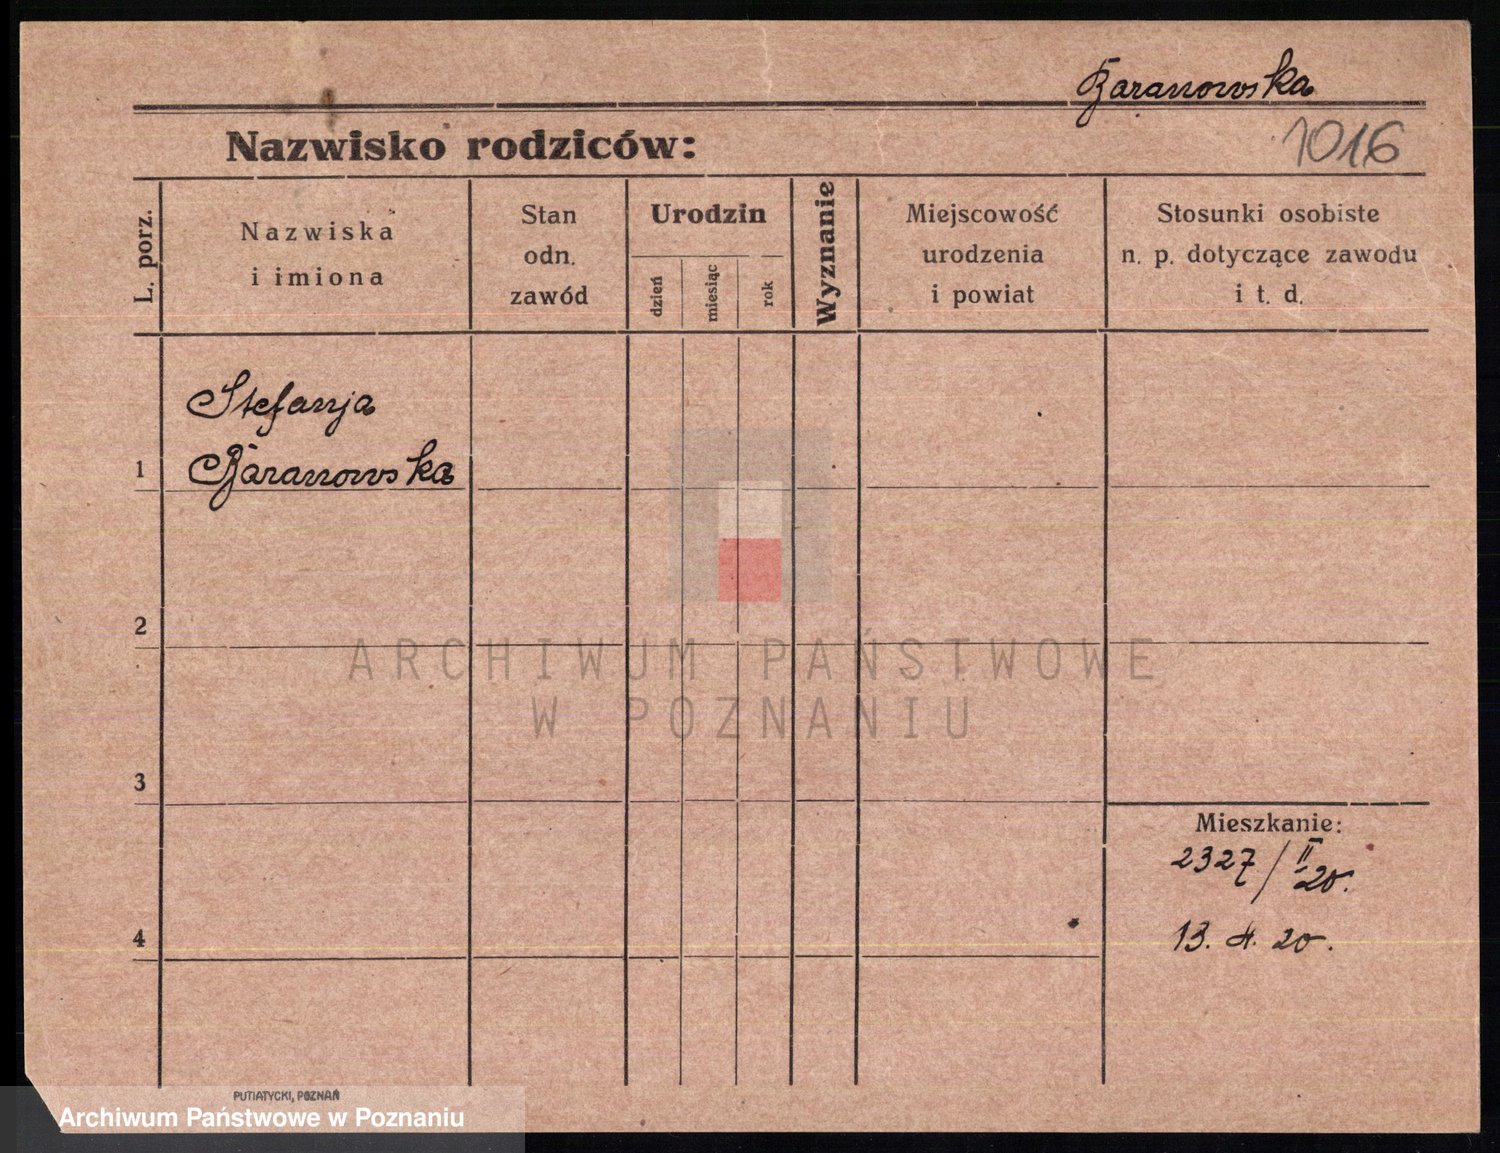 Baranowska
Nazwisko rodziców:
1016
L. porz.
Nazwiska
i imiona
Stan
odn.
zawód
Urodzin
dzień
miesiąc
rok
Wyznanie
Miejscowość
urodzenia
i powiat
Stosunki osobiste
n. p. dotyczące zawodu
i t. d.
Stefanja
1 Baranowska
2
ARCHIWUM PAŃSTWOWE
W POZNANIU
3
Mieszkanie:
2327/II 20.
4
13. 4. 20.
PUTIATYCKI, POZNAŃ
Archiwum Państwowe w Poznaniu